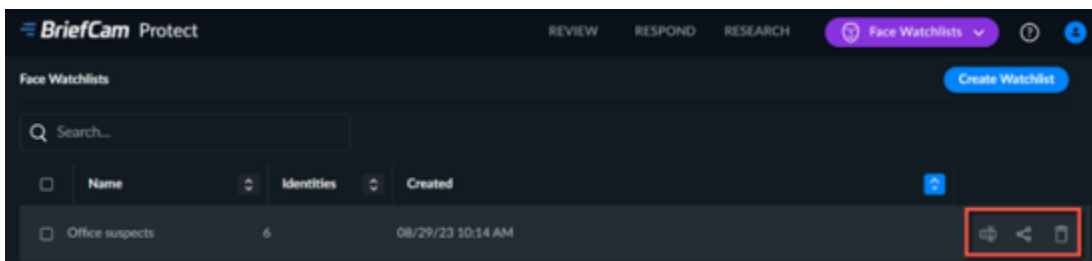 BriefCam Protect REVIEW RESPOND RESEARCH Face Watchlists
Face Watchlists Create Watchlist
Search...
Name Identities Created
Office suspects 6 08/29/23 10:14 AM